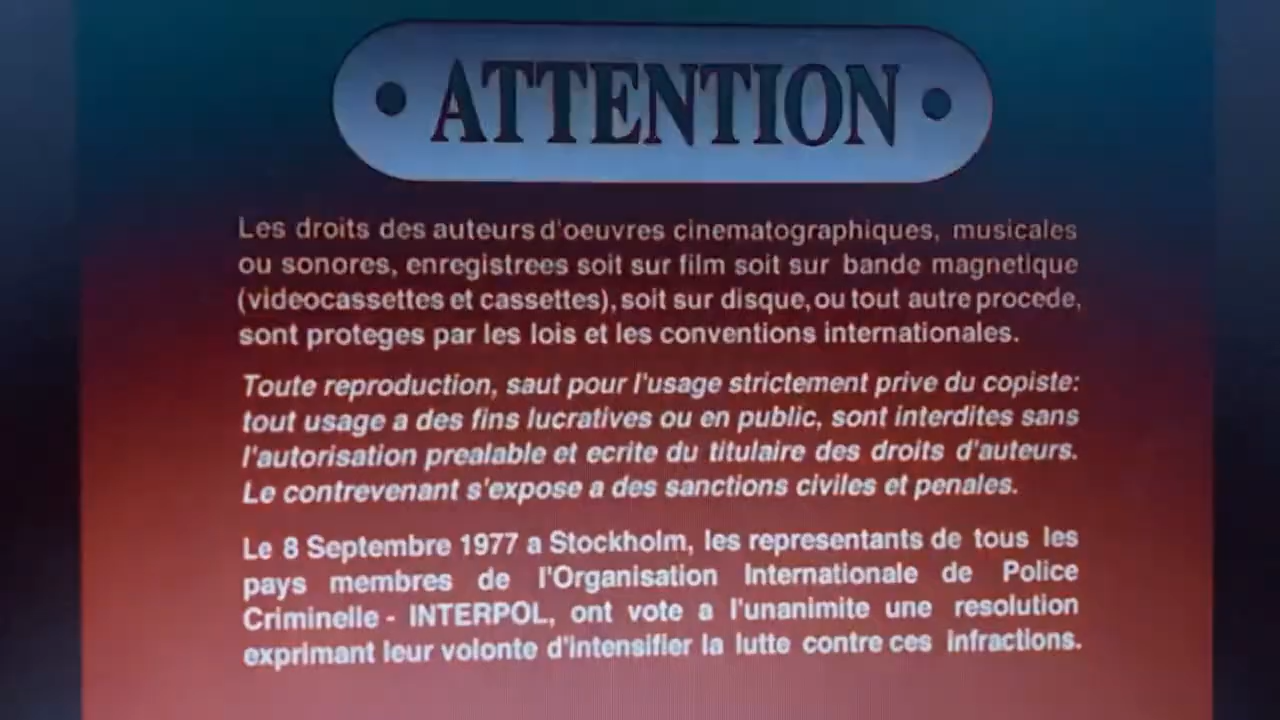 • ATTENTION •
Les droits des auteurs d'oeuvres cinematographiques, musicales
ou sonores, enregistrees soit sur film soit sur bande magnetique
(videocassettes et cassettes), soit sur disque, ou tout autre procede,
sont proteges par les lois et les conventions internationales.
Toute reproduction, saut pour l'usage strictement prive du copiste:
tout usage a des fins lucratives ou en public, sont interdites sans
l'autorisation prealable et ecrite du titulaire des droits d'auteurs.
Le contrevenant s'expose a des sanctions civiles et penales.
Le 8 Septembre 1977 a Stockholm, les representants de tous les
pays membres de l'Organisation Internationale de Police
Criminelle - INTERPOL, ont vote a l'unanimite une resolution
exprimant leur volonte d'intensifier la lutte contre ces infractions.